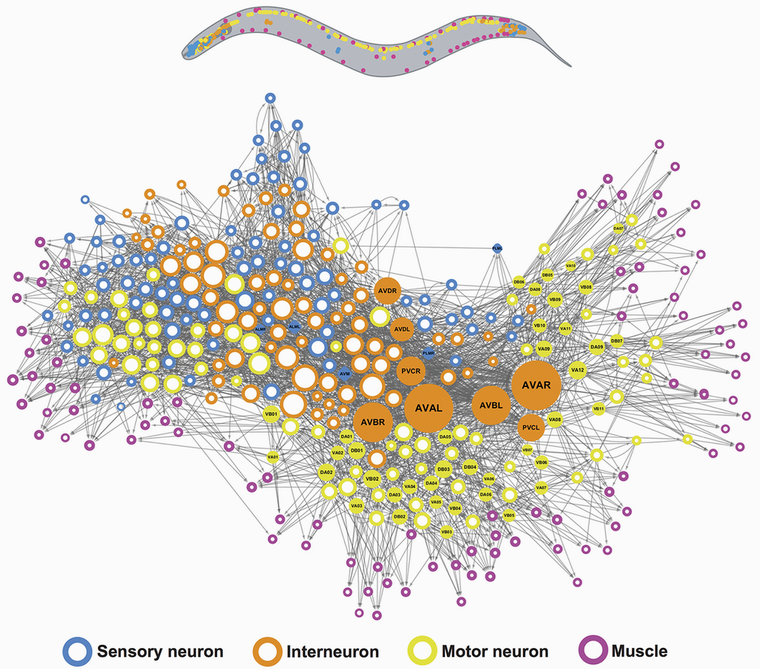 PLML
DA07
VA10
DB05
DB06
DA08
VB08
VB09
AVDR
VB10
VA11
ALMR
ALML
AVDL
DB07
DA09
VA09
PLMR
PVCR
VA12
AVM
AVAR
AVAL
AVBL
VB11
VB01
AVBR
VA08
PVCL
DA01
DA05
VA02
DB01
VB07
VA01
VB06
DA02
DB03
DB04
VB02
VA06
DA04
VA04
VA07
DA03
DA06
VA05
VA03
VB04
DB02
VB05
VB03
Sensory neuron Interneuron Motor neuron Muscle